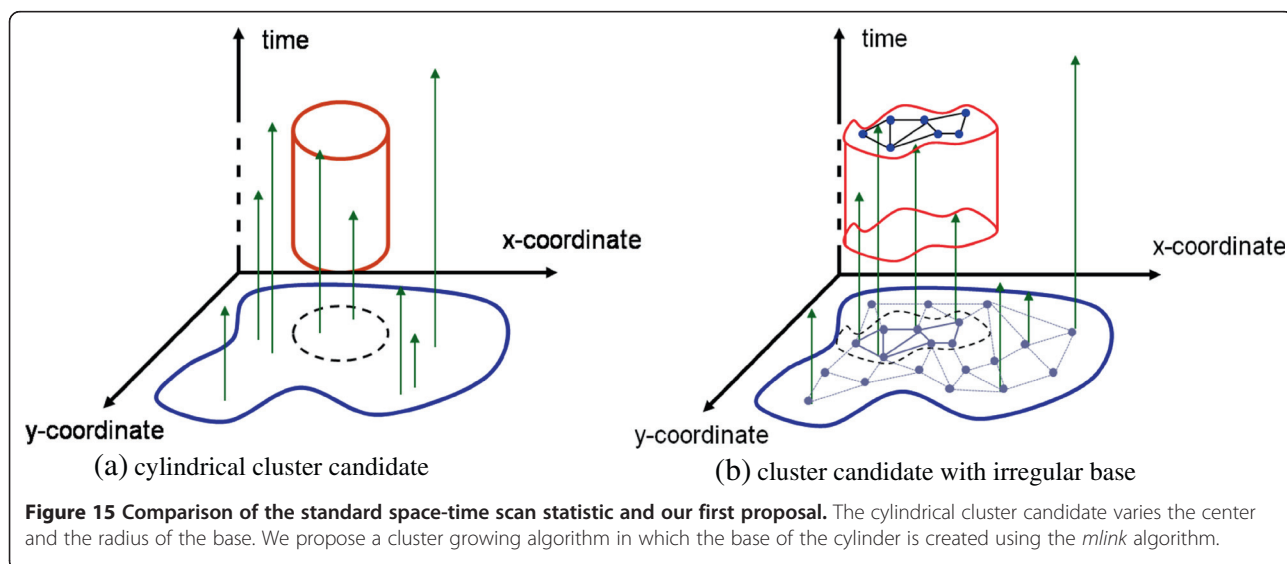 time
x-coordinate
y-coordinate
(a) cylindrical cluster candidate
time
x-coordinate
y-coordinate
(b) cluster candidate with irregular base
Figure 15 Comparison of the standard space-time scan statistic and our first proposal. The cylindrical cluster candidate varies the center
and the radius of the base. We propose a cluster growing algorithm in which the base of the cylinder is created using the mlink algorithm.